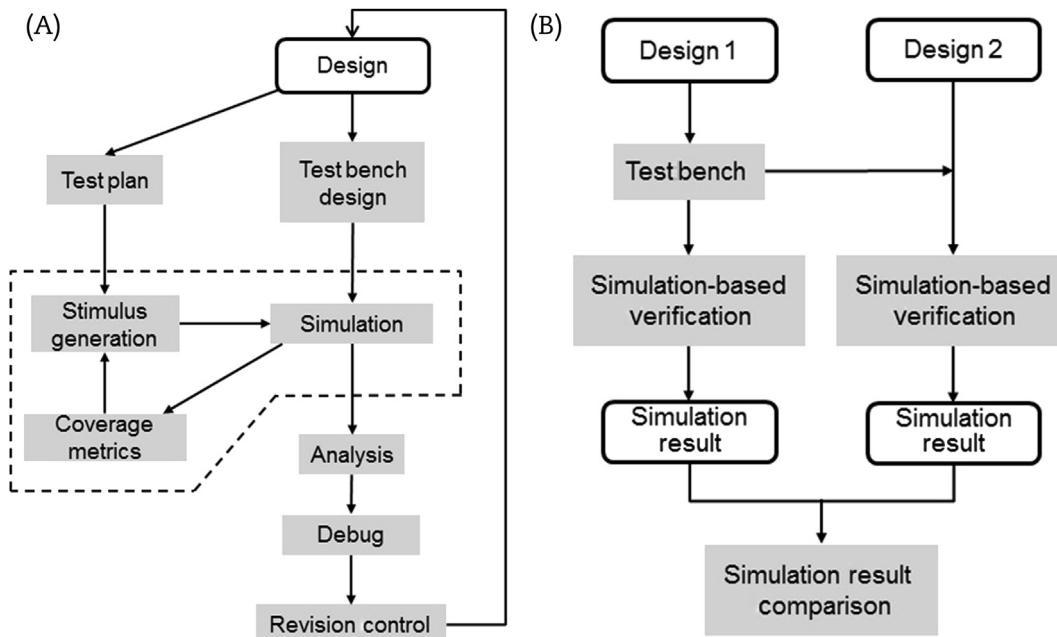 (A)
Design
Test plan
Test bench
design
Stimulus
generation
Simulation
Coverage
metrics
Analysis
Debug
Revision control
(B)
Design 1
Design 2
Test bench
Simulation-based
verification
Simulation-based
verification
Simulation
result
Simulation
result
Simulation result
comparison